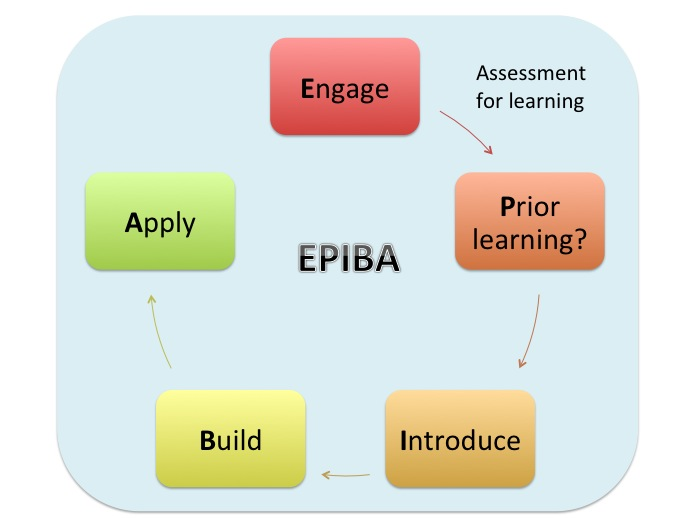 Engage
Assessment
for learning
Prior
learning?
Apply
EPIBA
Build
Introduce